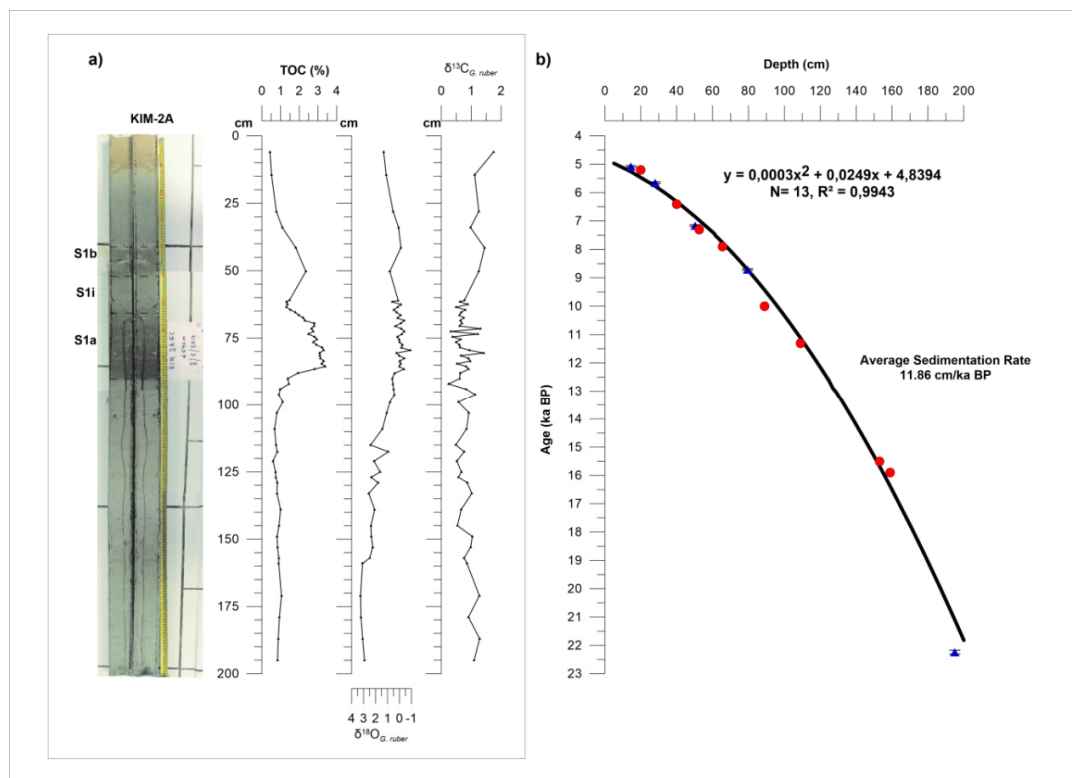 a)
TOC (%)
δ13C G. ruber
0 1 2 3 4
0 1 2
KIM-2A
cm
cm
cm
0
25
50
75
100
125
150
175
200
S1b
S1i
S1a
4 3 2 1 0 -1
δ18O G. ruber
b)
Depth (cm)
0 20 40 60 80 100 120 140 160 180 200
Age (ka BP)
4
5
6
7
8
9
10
11
12
13
14
15
16
17
18
19
20
21
22
23
y = 0,0003x2 + 0,0249x + 4,8394
N= 13, R² = 0,9943
Average Sedimentation Rate
11.86 cm/ka BP